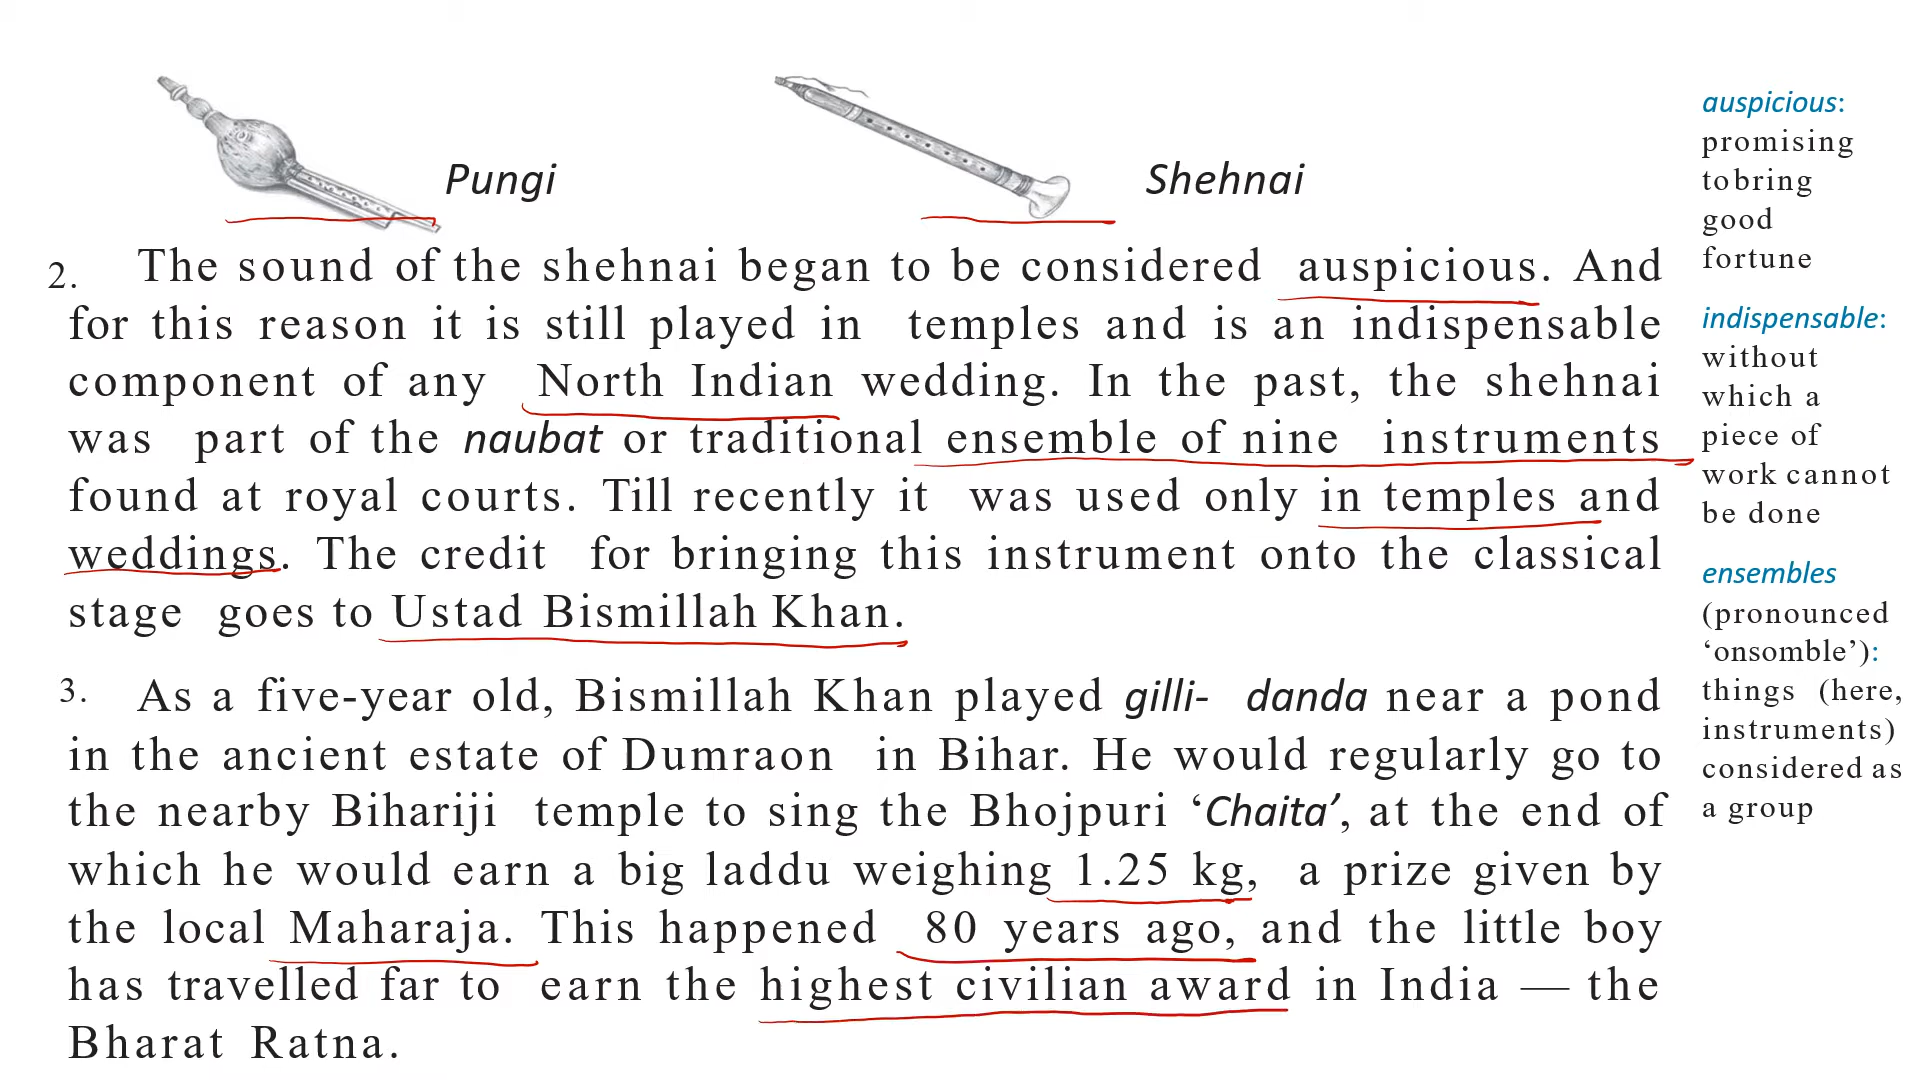 Pungi
Shehnai
2. The sound of the shehnai began to be considered auspicious. And
for this reason it is still played in temples and is an indispensable
component of any North Indian wedding. In the past, the shehnai
was part of the naubat or traditional ensemble of nine instruments
found at royal courts. Till recently it was used only in temples and
weddings. The credit for bringing this instrument onto the classical
stage goes to Ustad Bismillah Khan.
3. As a five-year old, Bismillah Khan played gilli- danda near a pond
in the ancient estate of Dumraon in Bihar. He would regularly go to
the nearby Bihariji temple to sing the Bhojpuri ‘Chaita’, at the end of
which he would earn a big laddu weighing 1.25 kg, a prize given by
the local Maharaja. This happened 80 years ago, and the little boy
has travelled far to earn the highest civilian award in India — the
Bharat Ratna.
auspicious:
promising
to bring
good
fortune
indispensable:
without
which a
piece of
work cannot
be done
ensembles
(pronounced
‘onsomble’):
things (here,
instruments)
considered as
a group